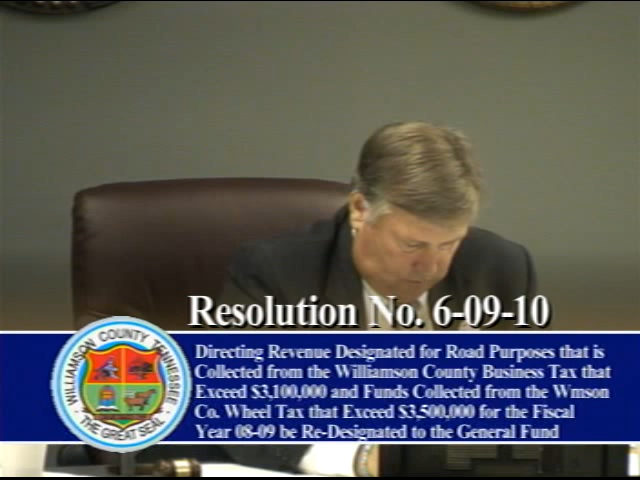 Resolution No. 6-09-10
Directing Revenue Designated for Road Purposes that is
Collected from the Williamson County Business Tax that
Exceed $3,100,000 and Funds Collected from the Wmson
Co. Wheel Tax that Exceed $3,500,000 for the Fiscal
Year 08-09 be Re-Designated to the General Fund
WILLIAMSON COUNTY TENNESSEE
· THE GREAT SEAL ·